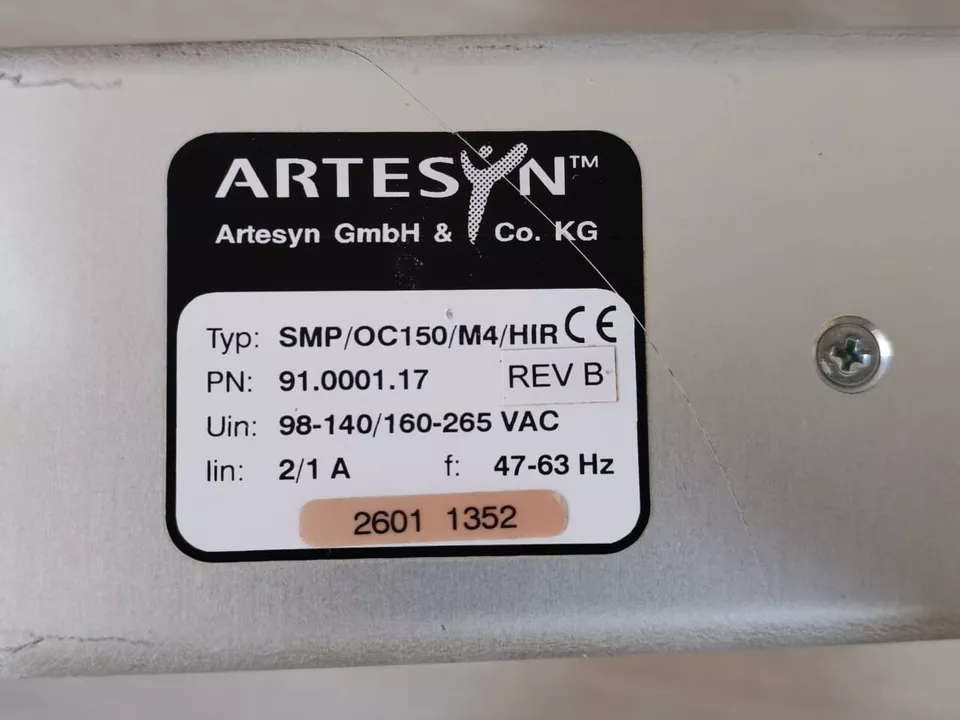 ARTESYN™
Artesyn GmbH & Co. KG
Typ: SMP/OC150/M4/HIR CE
PN: 91.0001.17 REV B
Uin: 98-140/160-265 VAC
Iin: 2/1 A f: 47-63 Hz
2601 1352